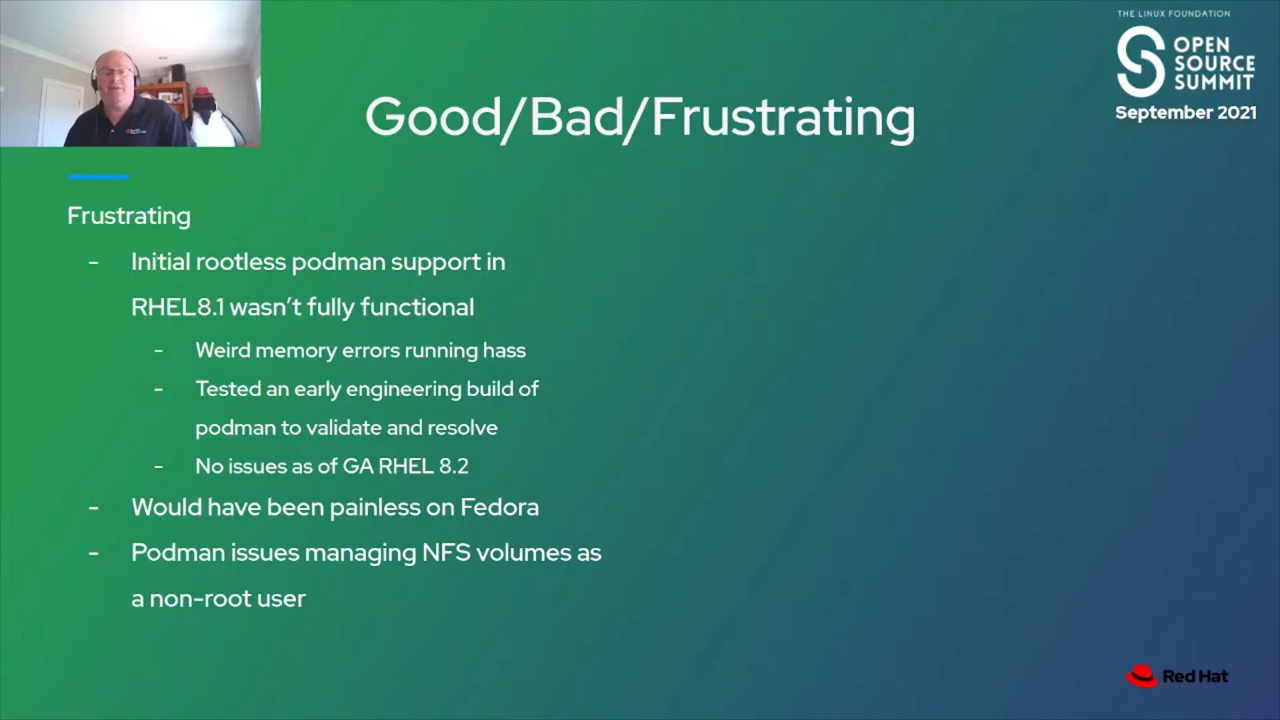 THE LINUX FOUNDATION
OPEN
SOURCE
SUMMIT
September 2021
Good/Bad/Frustrating
Frustrating
- Initial rootless podman support in
RHEL8.1 wasn't fully functional
- Weird memory errors running hass
- Tested an early engineering build of
podman to validate and resolve
- No issues as of GA RHEL 8.2
- Would have been painless on Fedora
- Podman issues managing NFS volumes as
a non-root user
Red Hat